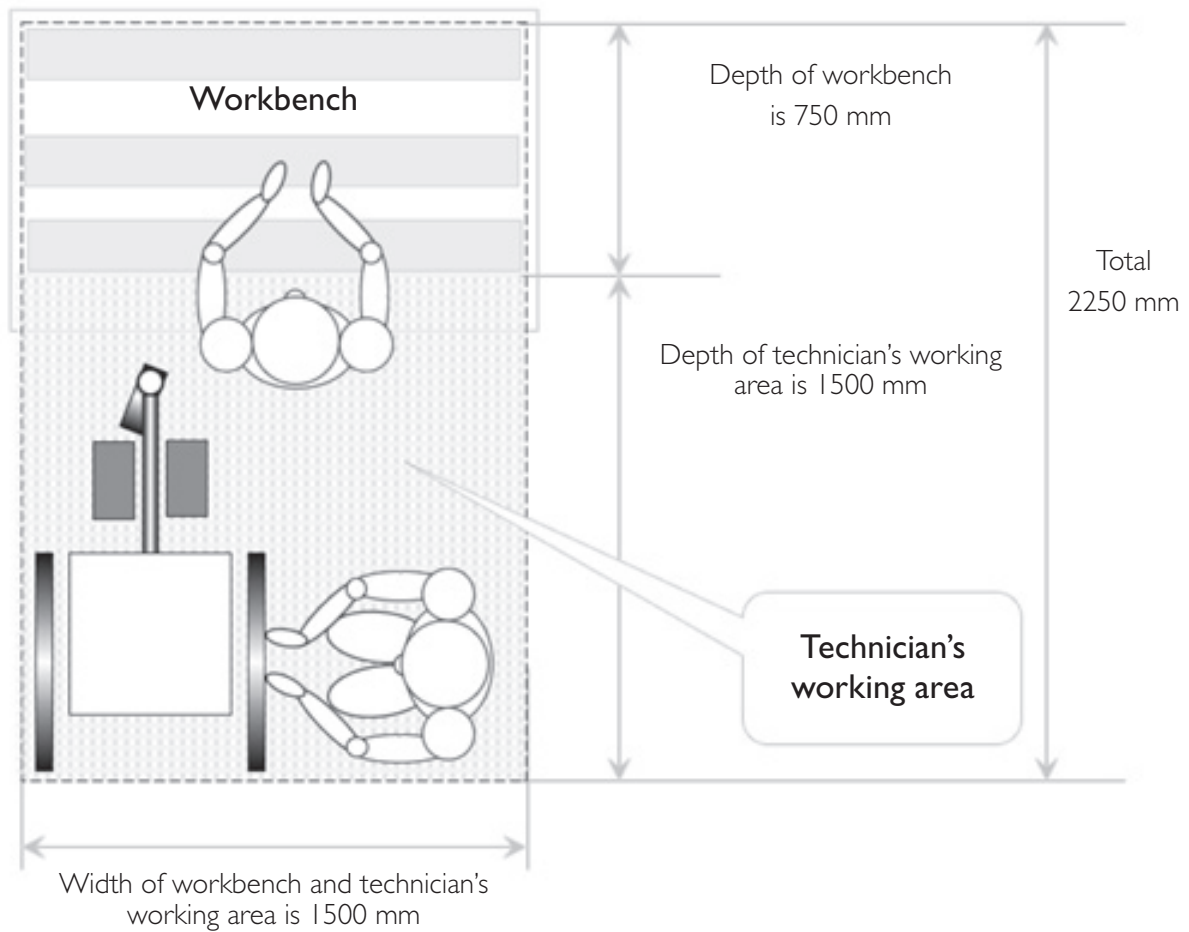 Workbench
Depth of workbench
is 750 mm
Total
2250 mm
Depth of technician's working
area is 1500 mm
Technician's
working area
Width of workbench and technician's
working area is 1500 mm